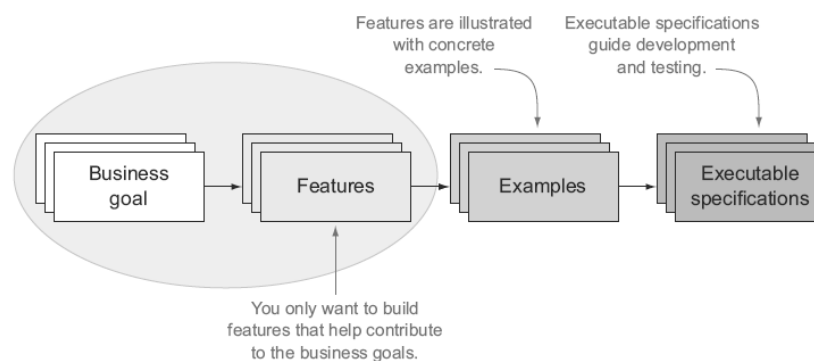 Features are illustrated
with concrete
examples.
Executable specifications
guide development
and testing.
Business
goal
Features
Examples
Executable
specifications
You only want to build
features that help contribute
to the business goals.